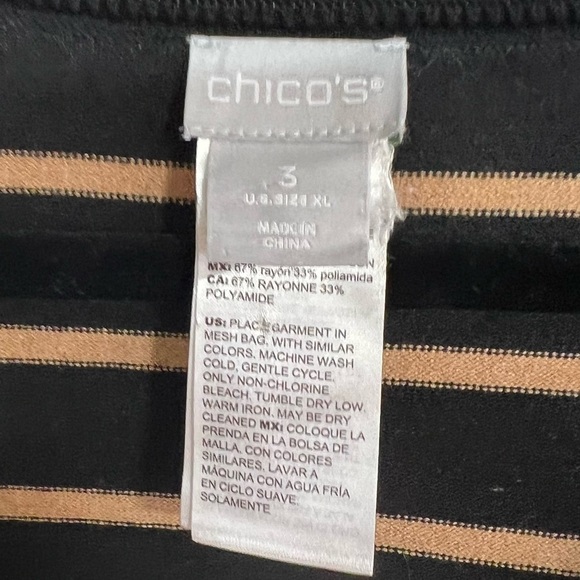 chico's®
3
U.S. SIZE XL
MADE IN
CHINA
MX: 67% rayón 33% poliamida
CA: 67% RAYONNE 33%
POLYAMIDE
US: PLACE GARMENT IN
MESH BAG, WITH SIMILAR
COLORS. MACHINE WASH
COLD, GENTLE CYCLE,
ONLY NON-CHLORINE
BLEACH, TUMBLE DRY LOW.
WARM IRON. MAY BE DRY
CLEANED MX: COLOQUE LA
PRENDA EN LA BOLSA DE
MALLA, CON COLORES
SIMILARES, LAVAR A
MÁQUINA CON AGUA FRÍA
EN CICLO SUAVE.
SOLAMENTE